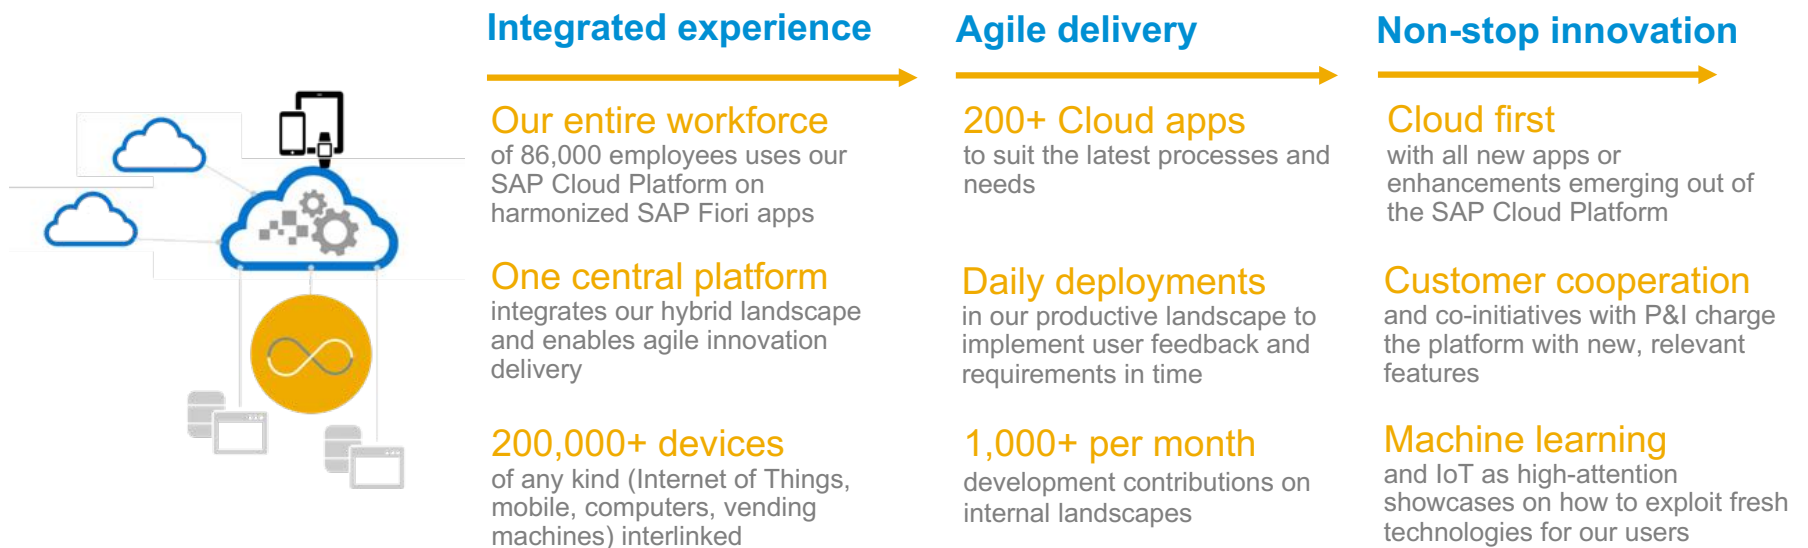 Integrated experience
Our entire workforce
of 86,000 employees uses our
SAP Cloud Platform on
harmonized SAP Fiori apps
One central platform
integrates our hybrid landscape
and enables agile innovation
delivery
200,000+ devices
of any kind (Internet of Things,
mobile, computers, vending
machines) interlinked
Agile delivery
200+ Cloud apps
to suit the latest processes and
needs
Daily deployments
in our productive landscape to
implement user feedback and
requirements in time
1,000+ per month
development contributions on
internal landscapes
Non-stop innovation
Cloud first
with all new apps or
enhancements emerging out of
the SAP Cloud Platform
Customer cooperation
and co-initiatives with P&I charge
the platform with new, relevant
features
Machine learning
and IoT as high-attention
showcases on how to exploit fresh
technologies for our users